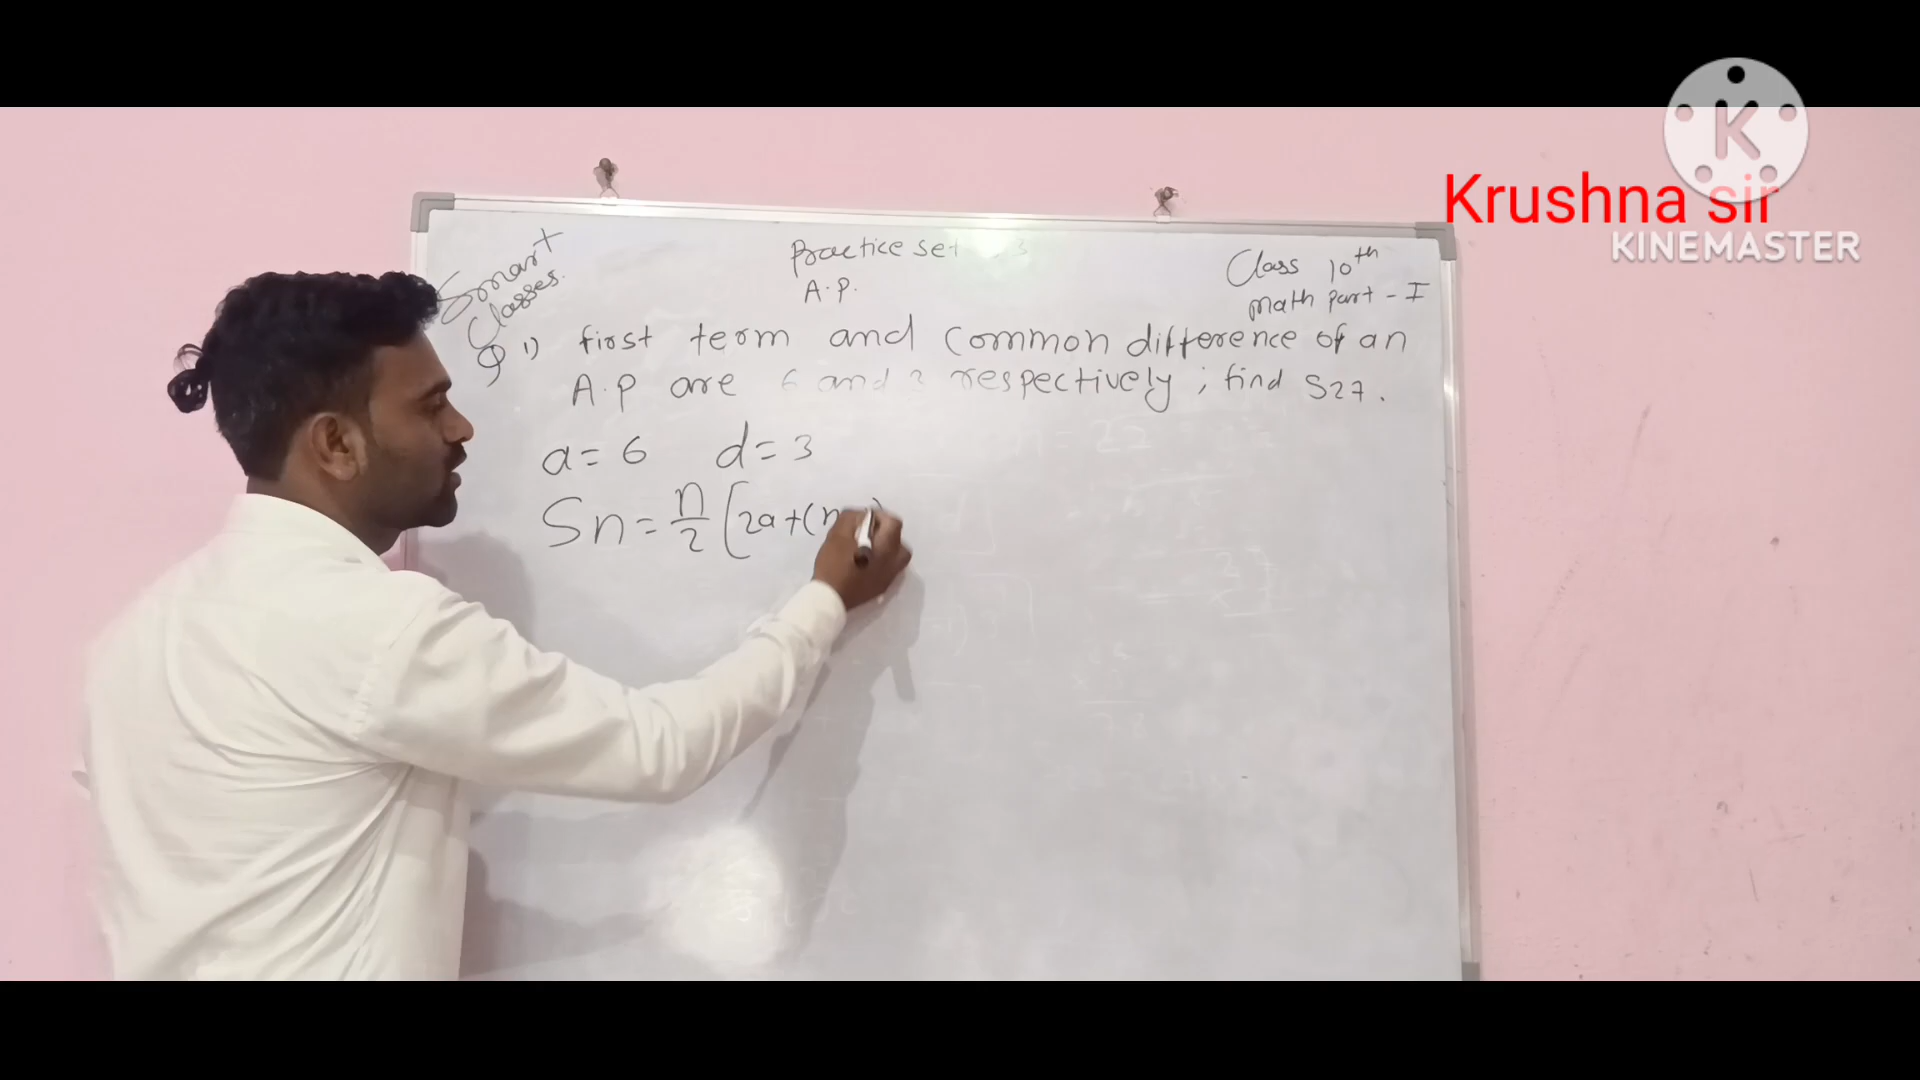 Krushna sir
K
KINEMASTER
Smart
Classes.
Practice set 3
A.P.
Class 10th
Math part - I
Q 1) first term and Common difference of an
A.P are 6 and 3 respectively ; find S27.
a = 6 d = 3
Sn = n/2 [2a+(n